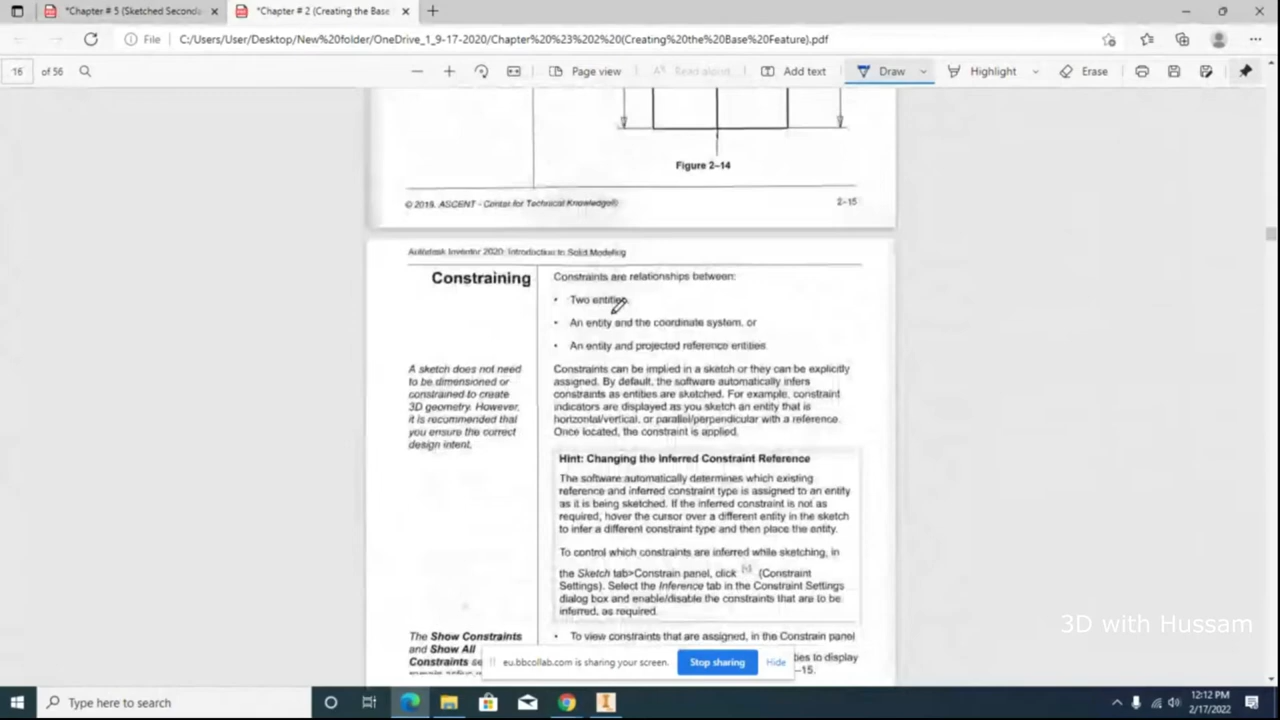 *Chapter # 5 (Sketched Seconda
*Chapter # 2 (Creating the Base
File
C:/Users/User/Desktop/New%20folder/OneDrive_1_9-17-2020/Chapter%20%23%202%20(Creating%20the%20Base%20Feature).pdf
16 of 56
Page view
Read aloud
Add text
Draw
Highlight
Erase
Figure 2–14
© 2019, ASCENT - Center for Technical Knowledge®
2–15
Autodesk Inventor 2020: Introduction to Solid Modeling
Constraining
Constraints are relationships between:
• Two entities,
• An entity and the coordinate system, or
• An entity and projected reference entities.
A sketch does not need
to be dimensioned or
constrained to create
3D geometry. However,
it is recommended that
you ensure the correct
design intent.
Constraints can be implied in a sketch or they can be explicitly
assigned. By default, the software automatically infers
constraints as entities are sketched. For example, constraint
indicators are displayed as you sketch an entity that is
horizontal/vertical, or parallel/perpendicular with a reference.
Once located, the constraint is applied.
Hint: Changing the Inferred Constraint Reference
The software automatically determines which existing
reference and inferred constraint type is assigned to an entity
as it is being sketched. If the inferred constraint is not as
required, hover the cursor over a different entity in the sketch
to infer a different constraint type and then place the entity.
To control which constraints are inferred while sketching, in
the Sketch tab>Constrain panel, click (Constraint
Settings). Select the Inference tab in the Constraint Settings
dialog box and enable/disable the constraints that are to be
inferred, as required.
The Show Constraints
and Show All
Constraints
• To view constraints that are assigned, in the Constrain panel
ties to display
–15.
eu.bbcollab.com is sharing your screen.
Stop sharing
Hide
3D with Hussam
Type here to search
12:12 PM
2/17/2022